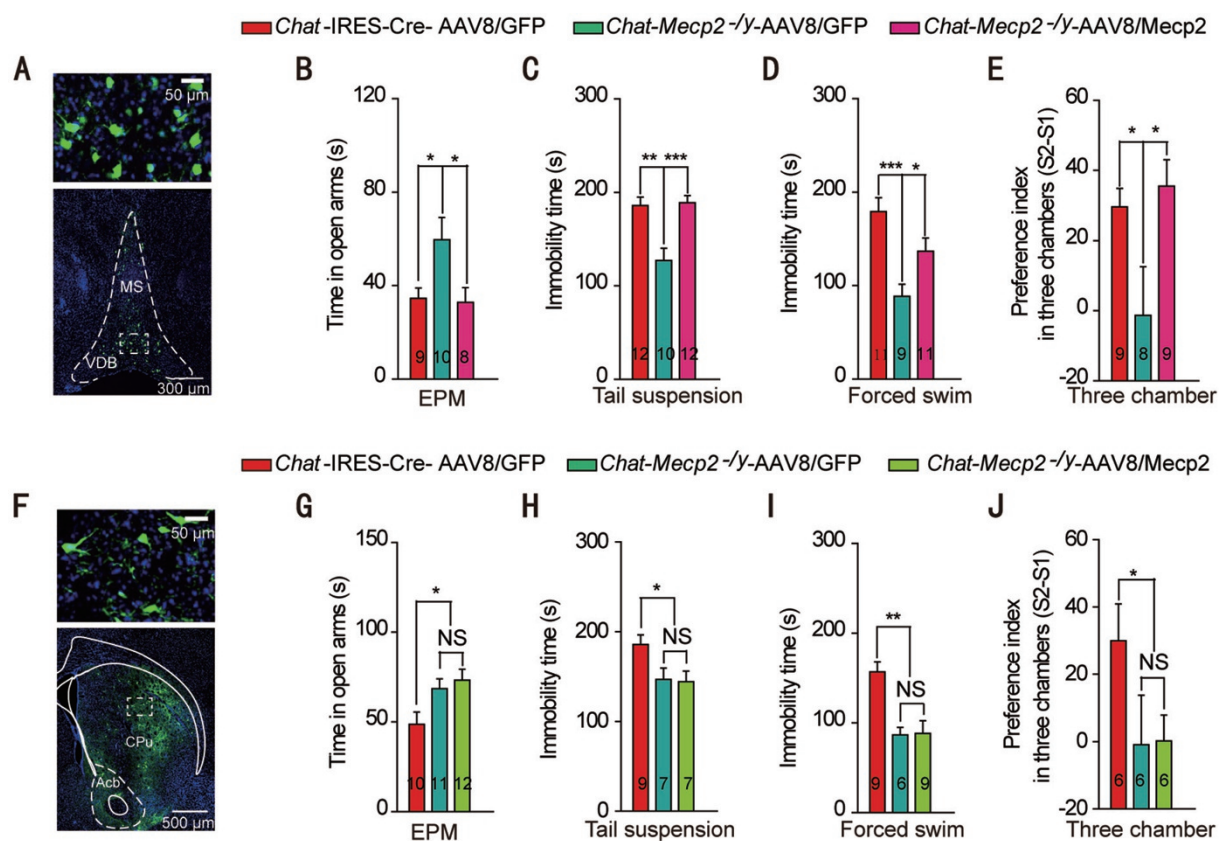 Chat-IRES-Cre- AAV8/GFP Chat-Mecp2-/y-AAV8/GFP Chat-Mecp2-/y-AAV8/Mecp2
A
50 µm
MS
VDB
300 µm
B
Time in open arms (s)
120
80
40
0
* *
9 10 8
EPM
C
Immobility time (s)
300
200
100
0
** ***
12 10 12
Tail suspension
D
Immobility time (s)
300
200
100
0
*** *
11 9 11
Forced swim
E
Preference index
in three chambers (S2-S1)
60
40
20
0
-20
* *
9 8 9
Three chamber
Chat-IRES-Cre- AAV8/GFP Chat-Mecp2-/y-AAV8/GFP Chat-Mecp2-/y-AAV8/Mecp2
F
50 µm
CPu
Acb
500 µm
G
Time in open arms (s)
150
100
50
0
*
NS
10 11 12
EPM
H
Immobility time (s)
300
200
100
0
*
NS
9 7 7
Tail suspension
I
Immobility time (s)
300
200
100
0
**
NS
9 6 9
Forced swim
J
Preference index
in three chambers (S2-S1)
60
40
20
0
-20
*
NS
6 6 6
Three chamber